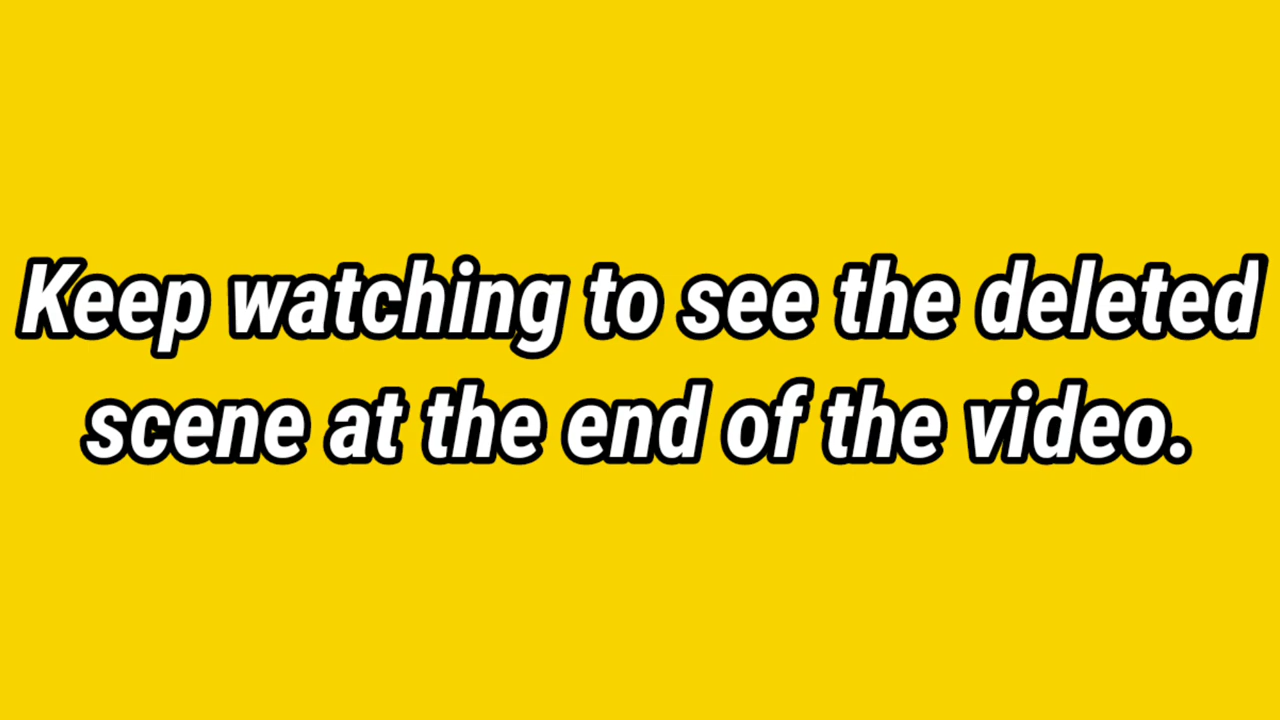 Keep watching to see the deleted
scene at the end of the video.